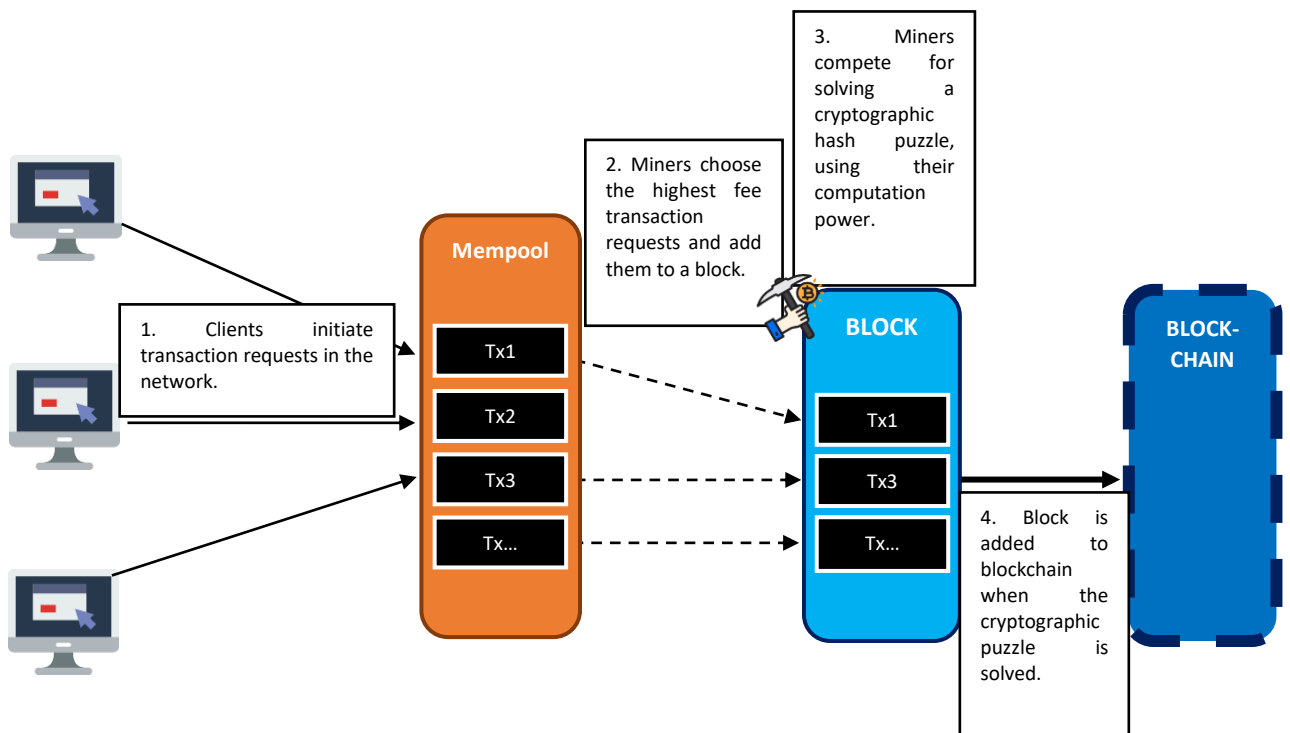 1. Clients initiate
transaction requests in the
network.
Mempool
Tx1
Tx2
Tx3
Tx...
2. Miners choose
the highest fee
transaction
requests and add
them to a block.
3. Miners
compete for
solving a
cryptographic
hash puzzle,
using their
computation
power.
BLOCK
Tx1
Tx3
Tx...
4. Block is
added to
blockchain
when the
cryptographic
puzzle is
solved.
BLOCK-
CHAIN